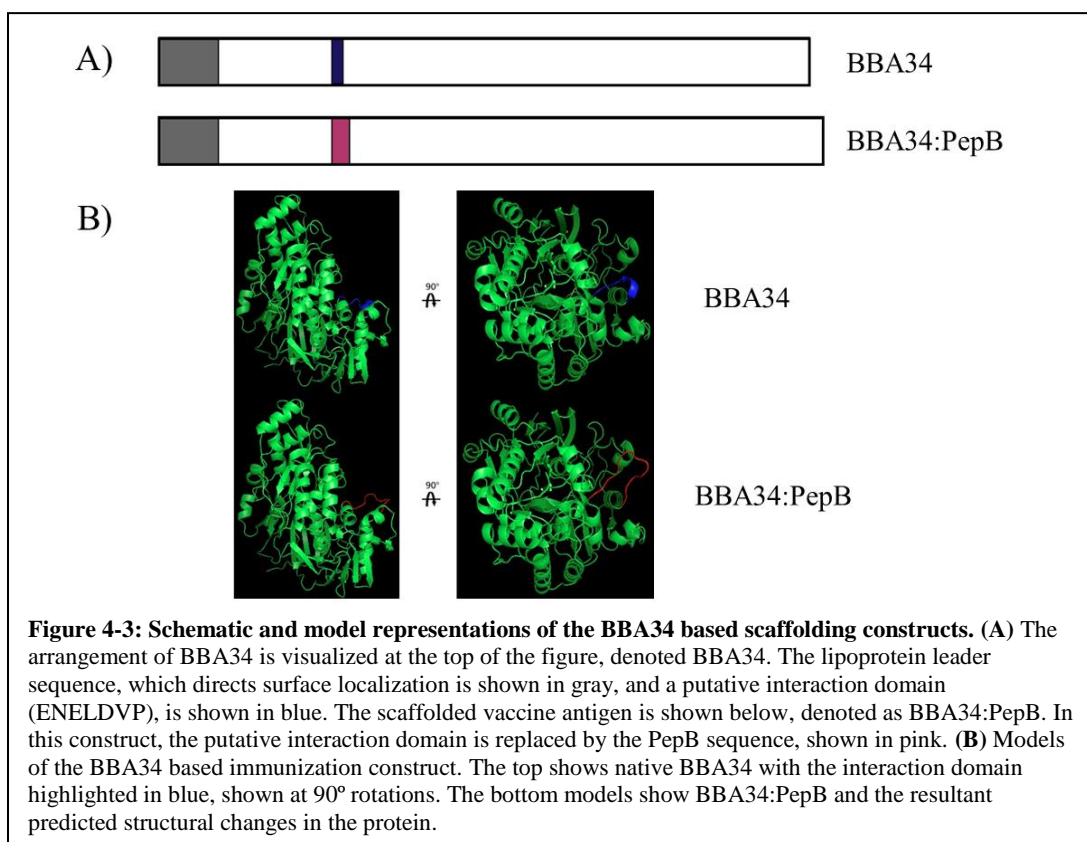 A)
BBA34
BBA34:PepB
B)
90°
BBA34
90°
BBA34:PepB
Figure 4-3: Schematic and model representations of the BBA34 based scaffolding constructs. (A) The
arrangement of BBA34 is visualized at the top of the figure, denoted BBA34. The lipoprotein leader
sequence, which directs surface localization is shown in gray, and a putative interaction domain
(ENELDVP), is shown in blue. The scaffolded vaccine antigen is shown below, denoted as BBA34:PepB. In
this construct, the putative interaction domain is replaced by the PepB sequence, shown in pink. (B) Models
of the BBA34 based immunization construct. The top shows native BBA34 with the interaction domain
highlighted in blue, shown at 90º rotations. The bottom models show BBA34:PepB and the resultant
predicted structural changes in the protein.